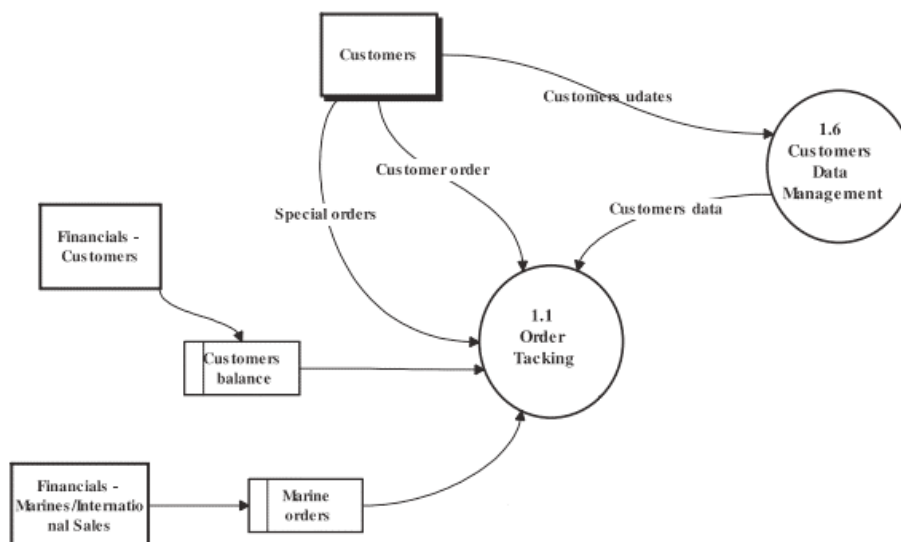 Customers
Customers udates
1.6
Customers
Data
Management
Customer order
Customers data
Special orders
Financials -
Customers
1.1
Order
Tacking
Customers
balance
Financials -
Marines/Internatio
nal Sales
Marine
orders